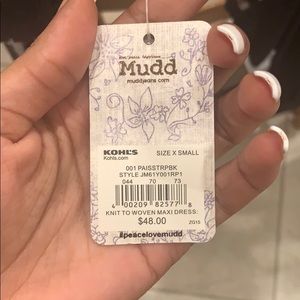 Mudd
muddjeans.com
KOHL'S
Kohls.com
SIZE X SMALL
001 PAISSTRPBK
STYLE JM61Y001RP1
044 70 73
4 00209 82577 8
KNIT TO WOVEN MAXI DRESS:
$48.00
ZG15
#peacelovemudd